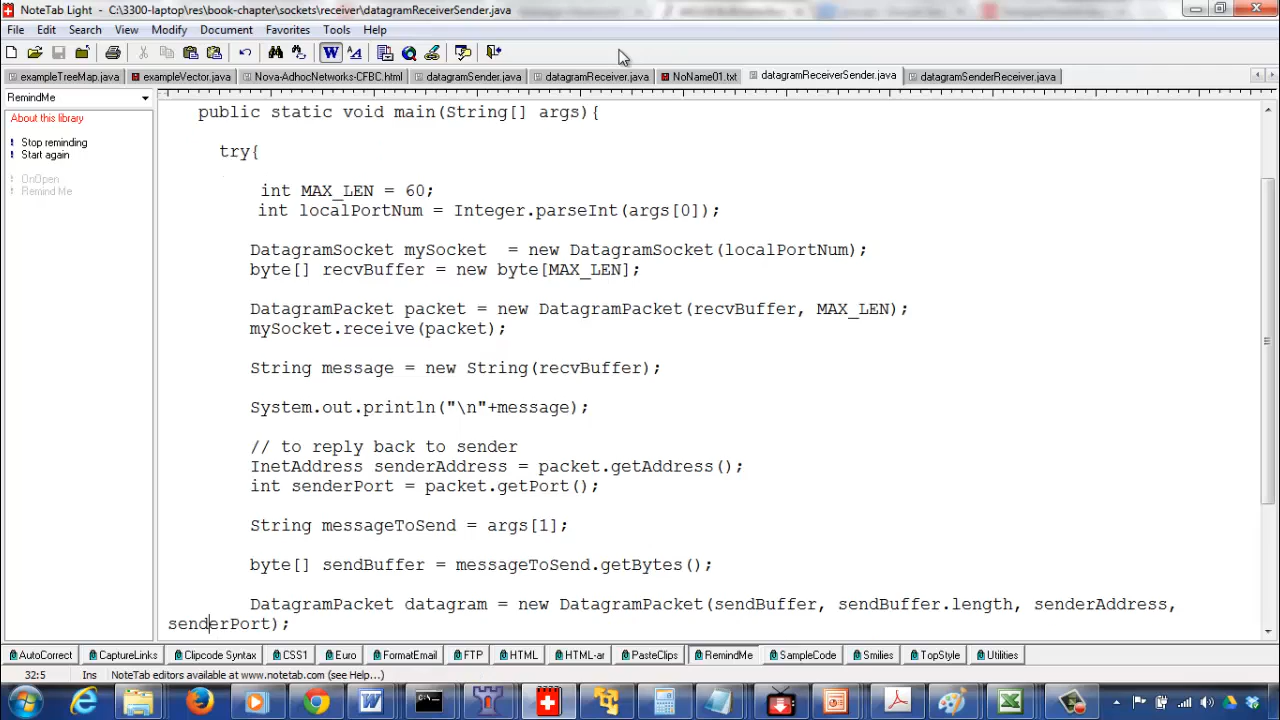 NoteTab Light - C:\3300-laptop\res\book-chapter\sockets\receiver\datagramReceiverSender.java
File Edit Search View Modify Document Favorites Tools Help
exampleTreeMap.java exampleVector.java Nova-AdhocNetworks-CFBC.html datagramSender.java datagramReceiver.java NoName01.txt datagramReceiverSender.java datagramSenderReceiver.java
RemindMe
About this library
! Stop reminding
! Start again
! OnOpen
! Remind Me
public static void main(String[] args){
try{
int MAX_LEN = 60;
int localPortNum = Integer.parseInt(args[0]);
DatagramSocket mySocket = new DatagramSocket(localPortNum);
byte[] recvBuffer = new byte[MAX_LEN];
DatagramPacket packet = new DatagramPacket(recvBuffer, MAX_LEN);
mySocket.receive(packet);
String message = new String(recvBuffer);
System.out.println("\n"+message);
// to reply back to sender
InetAddress senderAddress = packet.getAddress();
int senderPort = packet.getPort();
String messageToSend = args[1];
byte[] sendBuffer = messageToSend.getBytes();
DatagramPacket datagram = new DatagramPacket(sendBuffer, sendBuffer.length, senderAddress,
senderPort);
AutoCorrect CaptureLinks Clipcode Syntax CSS1 Euro FormatEmail FTP HTML HTML-ar PasteClips RemindMe SampleCode Smilies TopStyle Utilities
32:5 Ins NoteTab editors available at www.notetab.com (see Help...)
7:28 PM